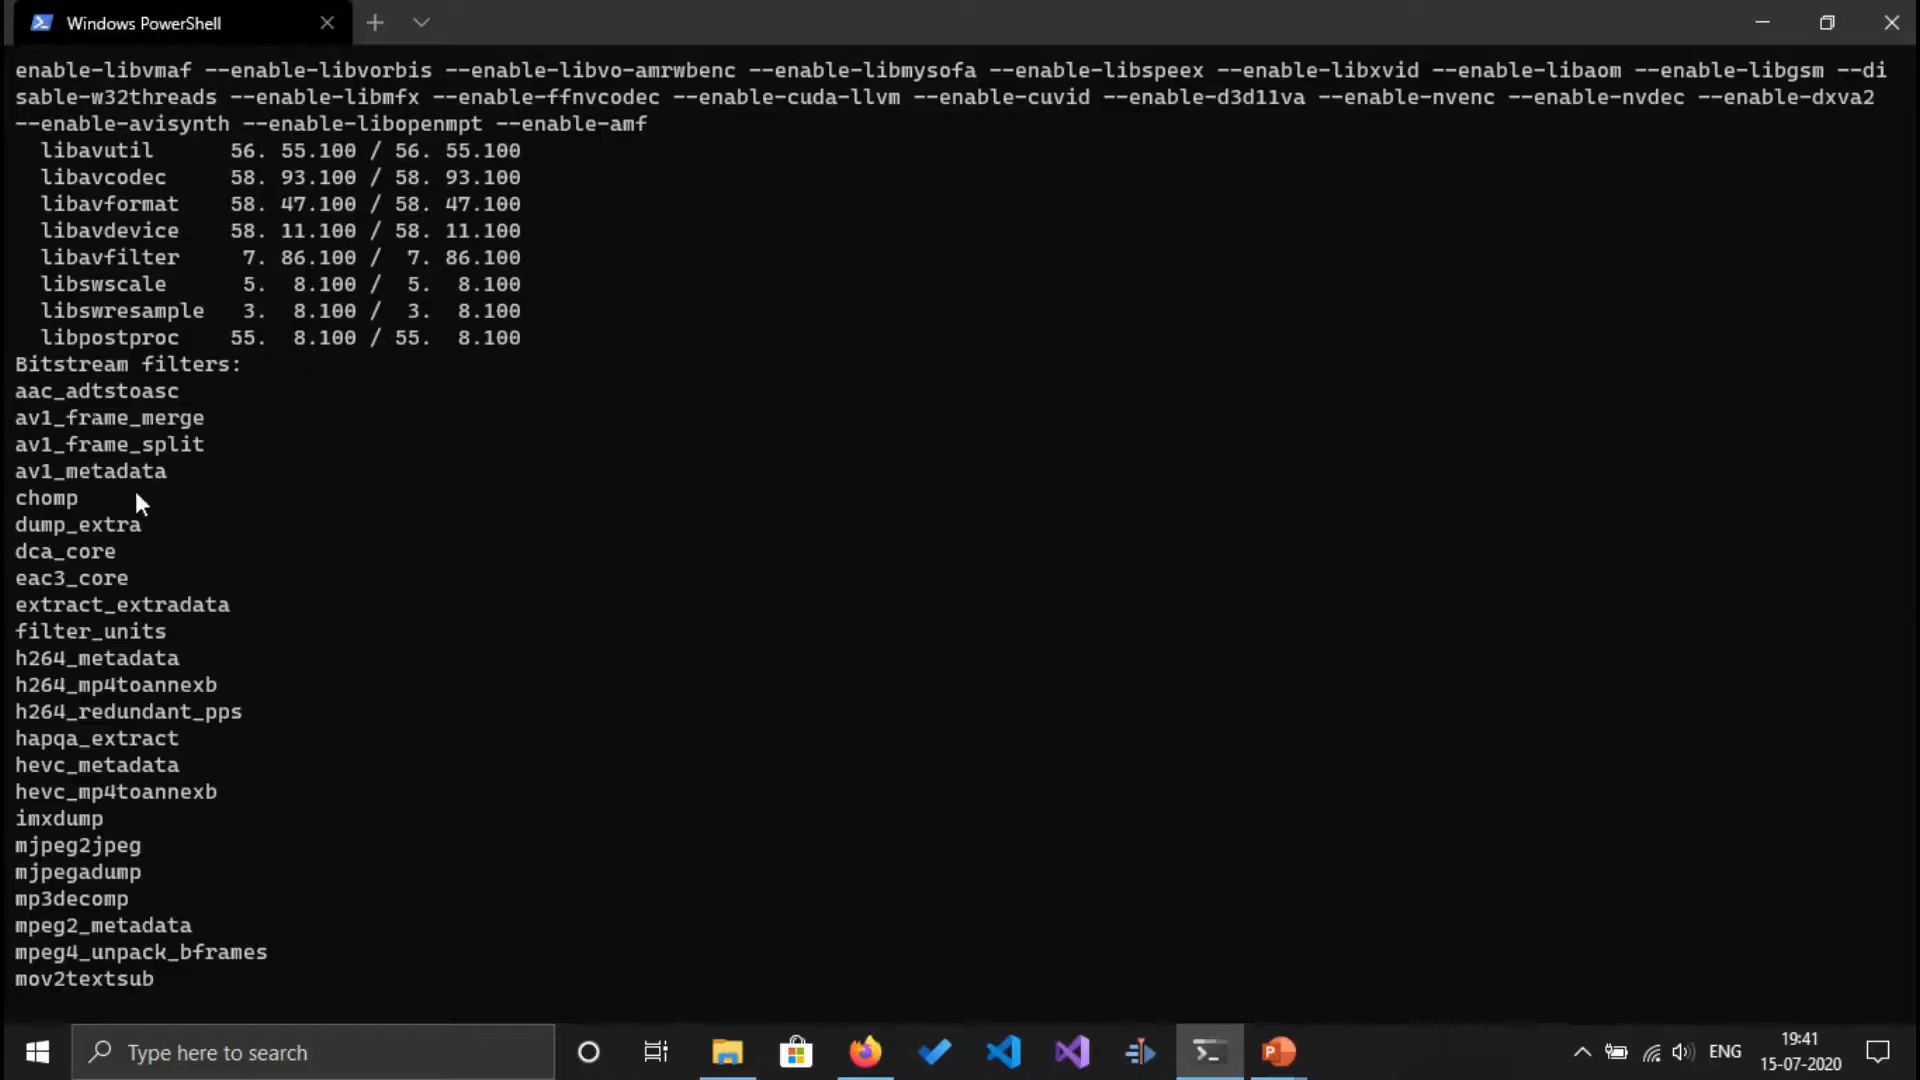 Windows PowerShell
enable-libvmaf --enable-libvorbis --enable-libvo-amrwbenc --enable-libmysofa --enable-libspeex --enable-libxvid --enable-libaom --enable-libgsm --di
sable-w32threads --enable-libmfx --enable-ffnvcodec --enable-cuda-llvm --enable-cuvid --enable-d3d11va --enable-nvenc --enable-nvdec --enable-dxva2
--enable-avisynth --enable-libopenmpt --enable-amf
libavutil      56. 55.100 / 56. 55.100
libavcodec     58. 93.100 / 58. 93.100
libavformat    58. 47.100 / 58. 47.100
libavdevice    58. 11.100 / 58. 11.100
libavfilter     7. 86.100 /  7. 86.100
libswscale      5.  8.100 /  5.  8.100
libswresample   3.  8.100 /  3.  8.100
libpostproc    55.  8.100 / 55.  8.100
Bitstream filters:
aac_adtstoasc
av1_frame_merge
av1_frame_split
av1_metadata
chomp
dump_extra
dca_core
eac3_core
extract_extradata
filter_units
h264_metadata
h264_mp4toannexb
h264_redundant_pps
hapqa_extract
hevc_metadata
hevc_mp4toannexb
imxdump
mjpeg2jpeg
mjpegadump
mp3decomp
mpeg2_metadata
mpeg4_unpack_bframes
mov2textsub
Type here to search
ENG
19:41
15-07-2020